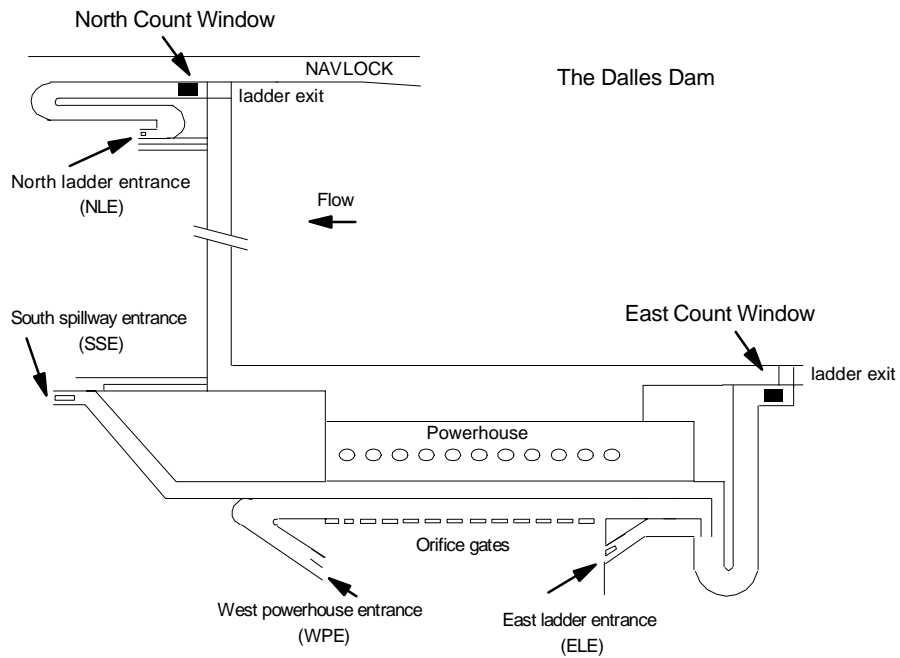 North Count Window
NAVLOCK
The Dalles Dam
ladder exit
North ladder entrance
(NLE)
Flow
South spillway entrance
(SSE)
East Count Window
ladder exit
Powerhouse
Orifice gates
West powerhouse entrance
(WPE)
East ladder entrance
(ELE)